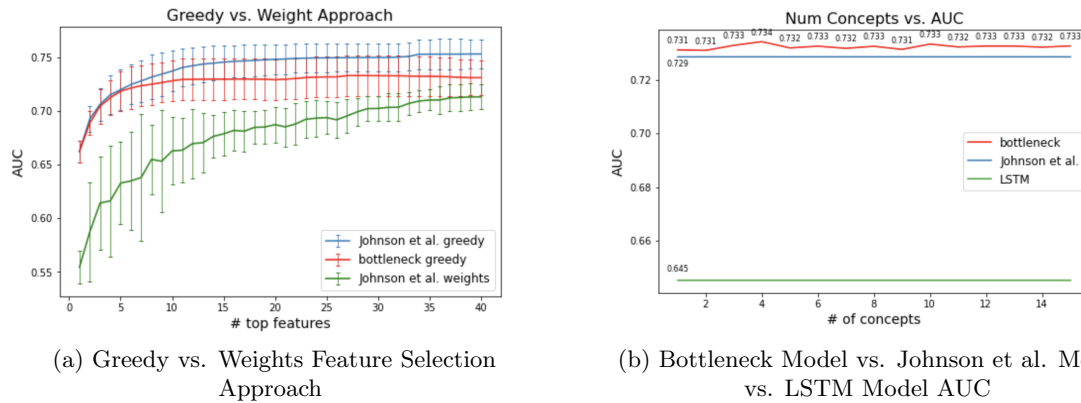 Greedy vs. Weight Approach
AUC
0.75
0.70
0.65
0.60
0.55
0 5 10 15 20 25 30 35 40
# top features
Johnson et al. greedy
bottleneck greedy
Johnson et al. weights
(a) Greedy vs. Weights Feature Selection
Approach
Num Concepts vs. AUC
0.731 0.731 0.733 0.734 0.732 0.733 0.732 0.733 0.731 0.733 0.732 0.733 0.733 0.732 0.733
0.729
0.645
AUC
0.72
0.70
0.68
0.66
2 4 6 8 10 12 14
# of concepts
bottleneck
Johnson et al.
LSTM
(b) Bottleneck Model vs. Johnson et al. M
vs. LSTM Model AUC